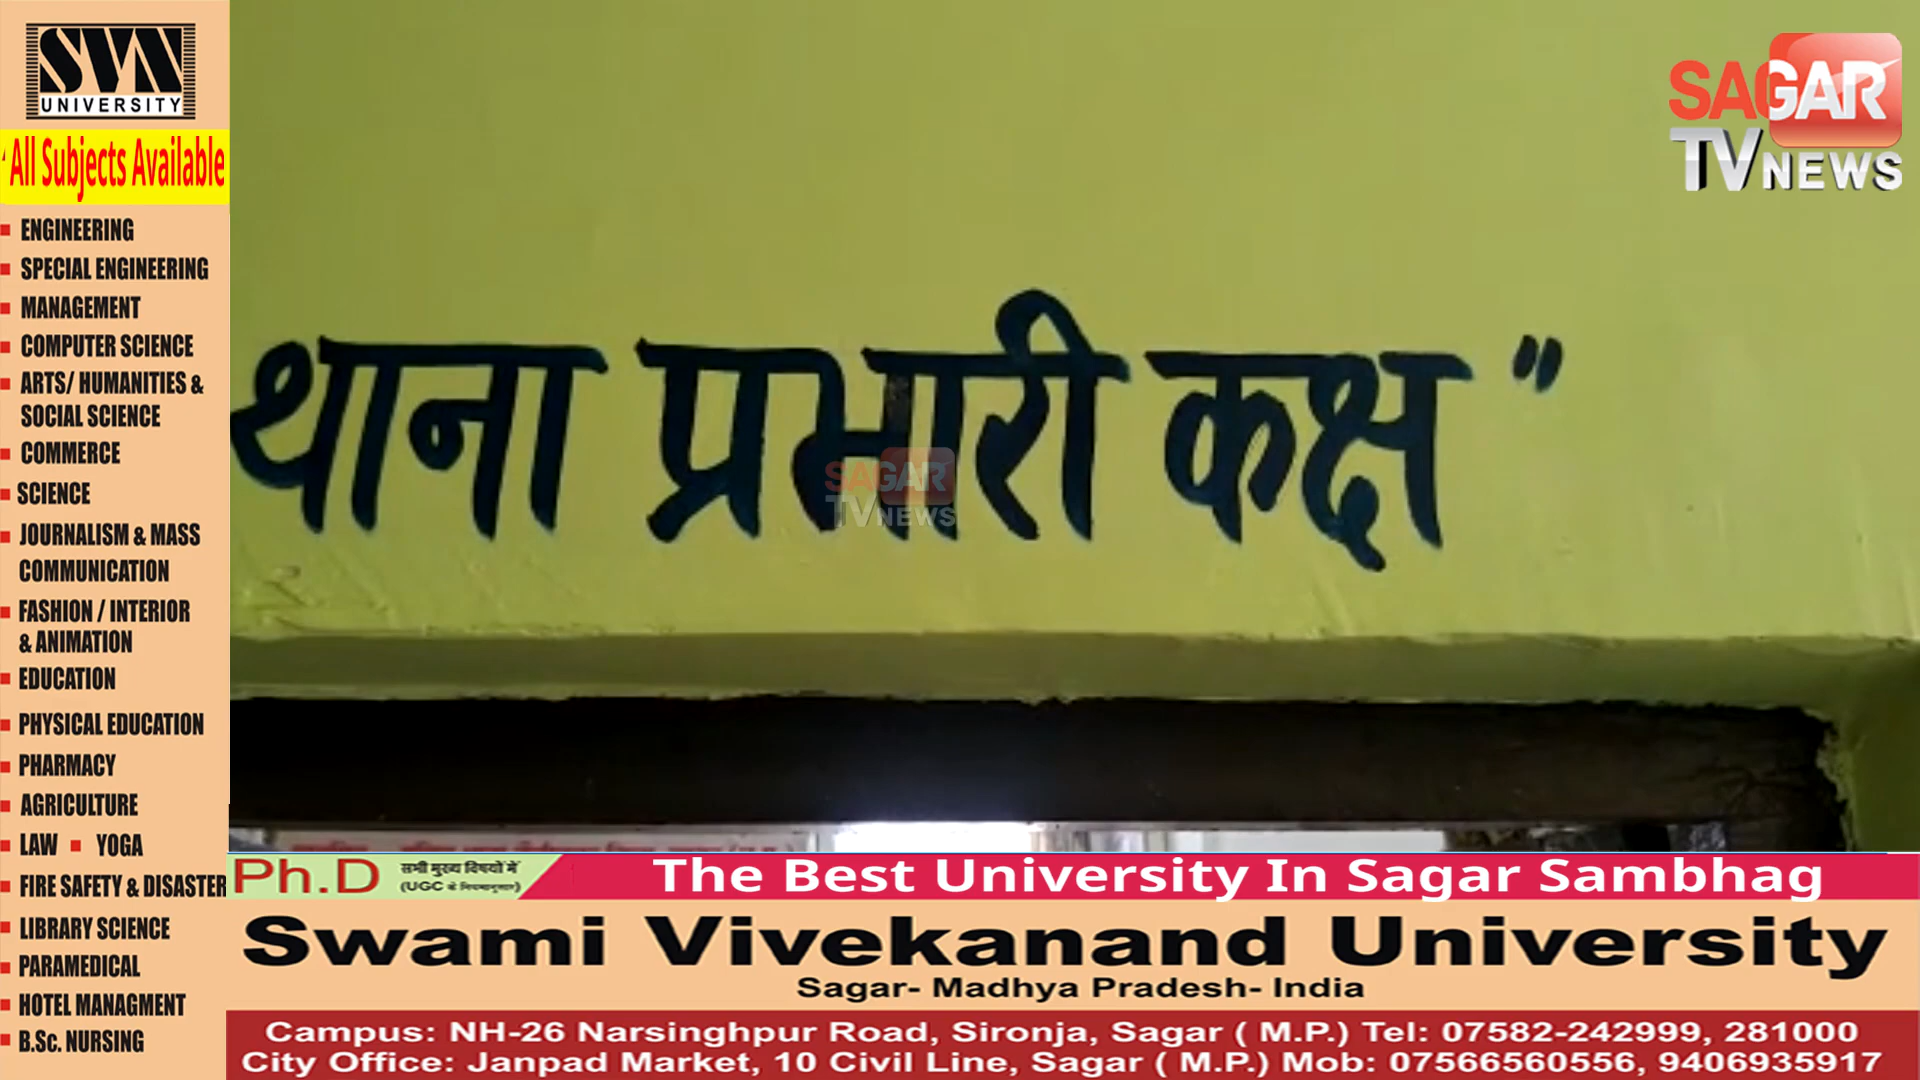 SVN
UNIVERSITY
All Subjects Available
ENGINEERING
SPECIAL ENGINEERING
MANAGEMENT
COMPUTER SCIENCE
ARTS/ HUMANITIES &
SOCIAL SCIENCE
COMMERCE
SCIENCE
JOURNALISM & MASS
COMMUNICATION
FASHION / INTERIOR
& ANIMATION
EDUCATION
PHYSICAL EDUCATION
PHARMACY
AGRICULTURE
LAW YOGA
FIRE SAFETY & DISASTER
LIBRARY SCIENCE
PARAMEDICAL
HOTEL MANAGMENT
B.Sc. NURSING
SAGAR
TV NEWS
थाना प्रभारी कक्ष "
SAGAR
TV NEWS
Ph.D सभी मुख्य विषयों में
(UGC के नियमानुसार)
The Best University In Sagar Sambhag
Swami Vivekanand University
Sagar- Madhya Pradesh- India
Campus: NH-26 Narsinghpur Road, Sironja, Sagar ( M.P.) Tel: 07582-242999, 281000
City Office: Janpad Market, 10 Civil Line, Sagar ( M.P.) Mob: 07566560556, 9406935917